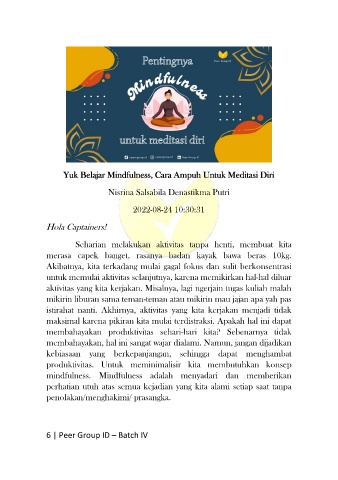 Peer Group ID
Pentingnya
Mindfulness
untuk meditasi diri
Yuk Belajar Mindfulness, Cara Ampuh Untuk Meditasi Diri
Nisrina Salsabila Denastikma Putri
2022-08-24 10:30:31
Hola Captainers!
Seharian melakukan aktivitas tanpa henti, membuat kita
merasa capek banget, rasanya badan kayak bawa beras 10kg.
Akibatnya, kita terkadang mulai gagal fokus dan sulit berkonsentrasi
untuk memulai aktivitas selanjutnya, karena memikirkan hal-hal diluar
aktivitas yang kita kerjakan. Misalnya, lagi ngerjain tugas kuliah malah
mikirin liburan sama teman-teman atau mikirin mau jajan apa yah pas
istirahat nanti. Akhirnya, aktivitas yang kita kerjakan menjadi tidak
maksimal karena pikiran kita mulai terdistraksi. Apakah hal ini dapat
membahayakan produktivitas sehari-hari kita? Sebenarnya tidak
membahayakan, hal ini sangat wajar dialami. Namun, jangan dijadikan
kebiasaan yang berkepanjangan, sehingga dapat menghambat
produktivitas. Untuk meminimalisir kita membutuhkan konsep
mindfulness. Mindfulness adalah menyadari dan memberikan
perhatian utuh atas semua kejadian yang kita alami setiap saat tanpa
penolakan/menghakimi/ prasangka.
6 | Peer Group ID – Batch IV